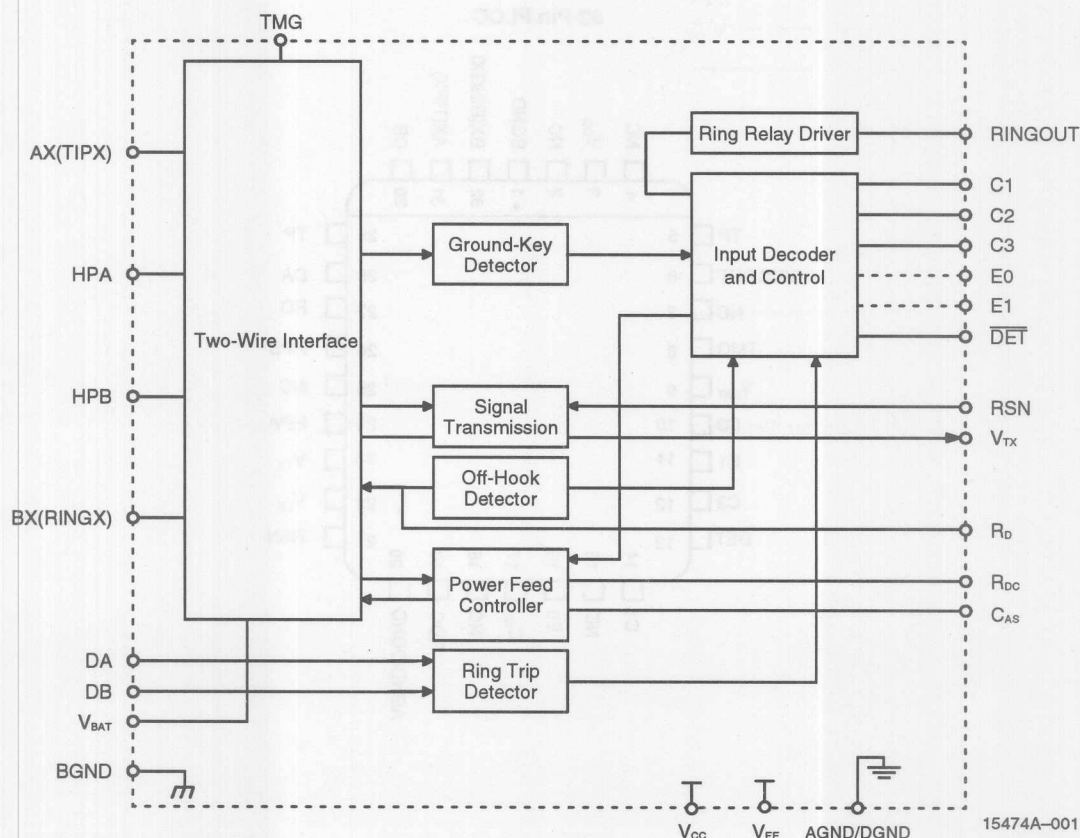 TMG
Ring Relay Driver
RINGOUT
AX(TIPX)
C1
C2
Ground-Key
Detector
Input Decoder
and Control
C3
HPA
E0
E1
Two-Wire Interface
DET
HPB
Signal
Transmission
RSN
VTX
Off-Hook
Detector
BX(RINGX)
RD
Power Feed
Controller
RDC
CAS
DA
Ring Trip
Detector
DB
VBAT
BGND
VCC
VEE
AGND/DGND
15474A–001